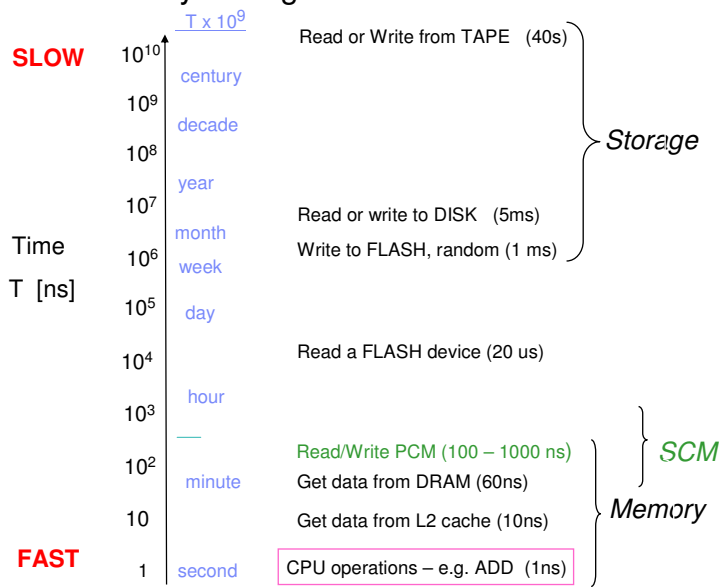 T x 10⁹
Read or Write from TAPE (40s)
SLOW
10¹⁰
century
10⁹
decade
Storage
10⁸
year
10⁷
Read or write to DISK (5ms)
month
Time
10⁶
Write to FLASH, random (1 ms)
week
T [ns]
10⁵
day
10⁴
Read a FLASH device (20 us)
hour
10³
Read/Write PCM (100 – 1000 ns)
SCM
10²
minute
Get data from DRAM (60ns)
Memory
10
Get data from L2 cache (10ns)
FAST
1
second
CPU operations – e.g. ADD (1ns)